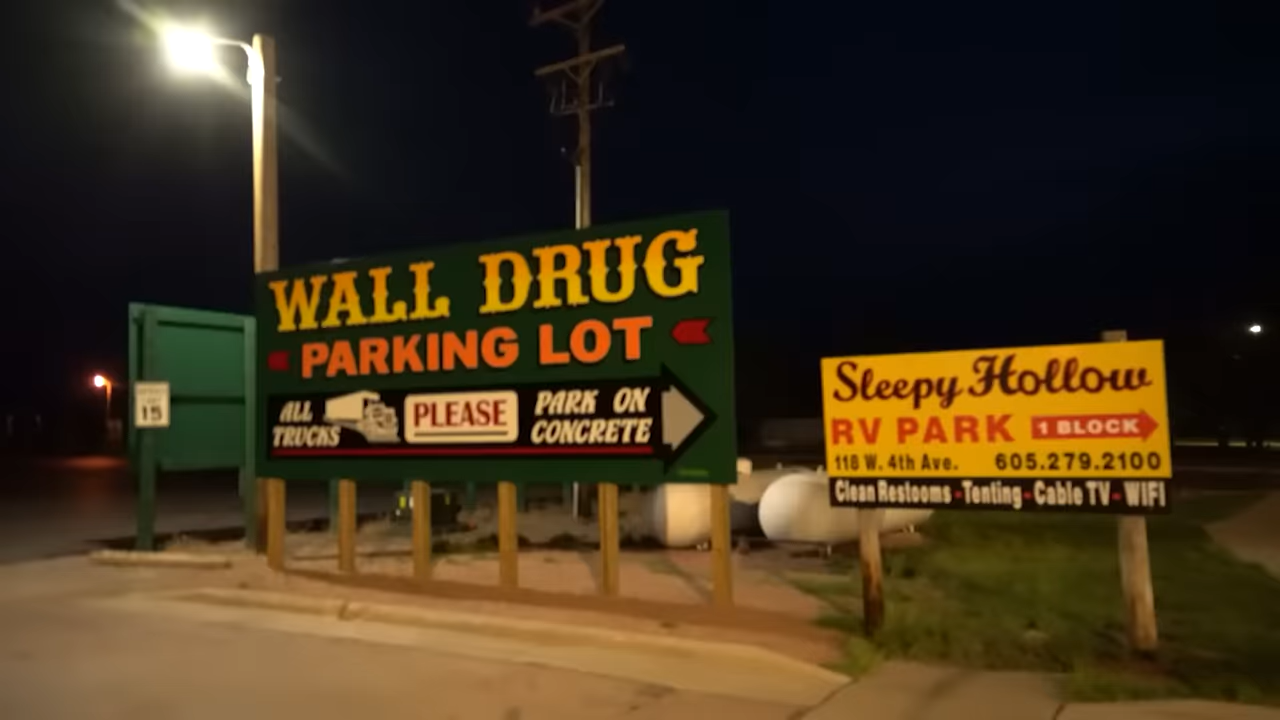 WALL DRUG
PARKING LOT
ALL TRUCKS
PLEASE
PARK ON CONCRETE
15
Sleepy Hollow
RV PARK 1 BLOCK
118 W. 4th Ave. 605.279.2100
Clean Restooms - Tenting - Cable TV - WIFI